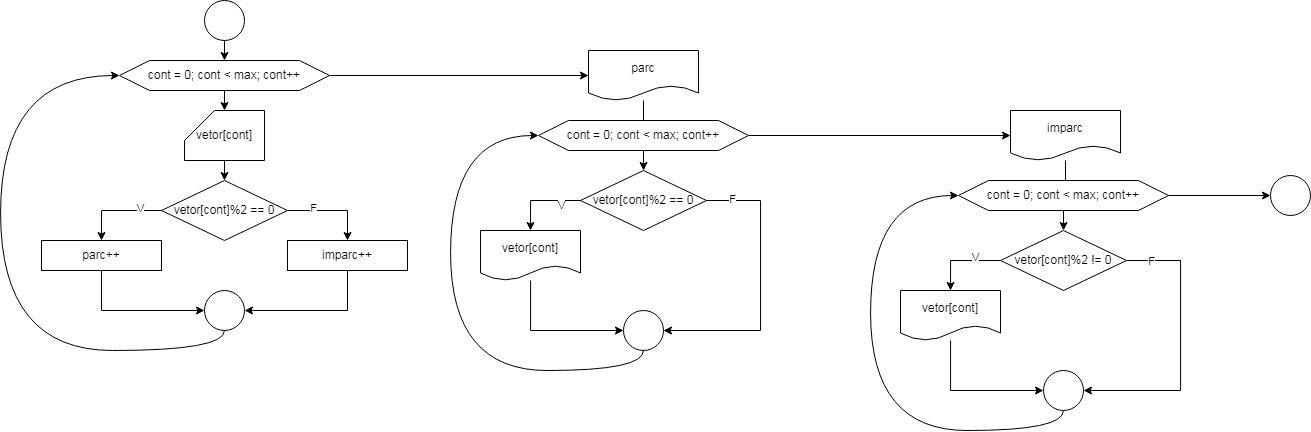 cont = 0; cont < max; cont++
vetor[cont]
vetor[cont]%2 == 0
V
F
parc++
imparc++
parc
cont = 0; cont < max; cont++
vetor[cont]%2 == 0
V
F
vetor[cont]
imparc
cont = 0; cont < max; cont++
vetor[cont]%2 != 0
V
F
vetor[cont]